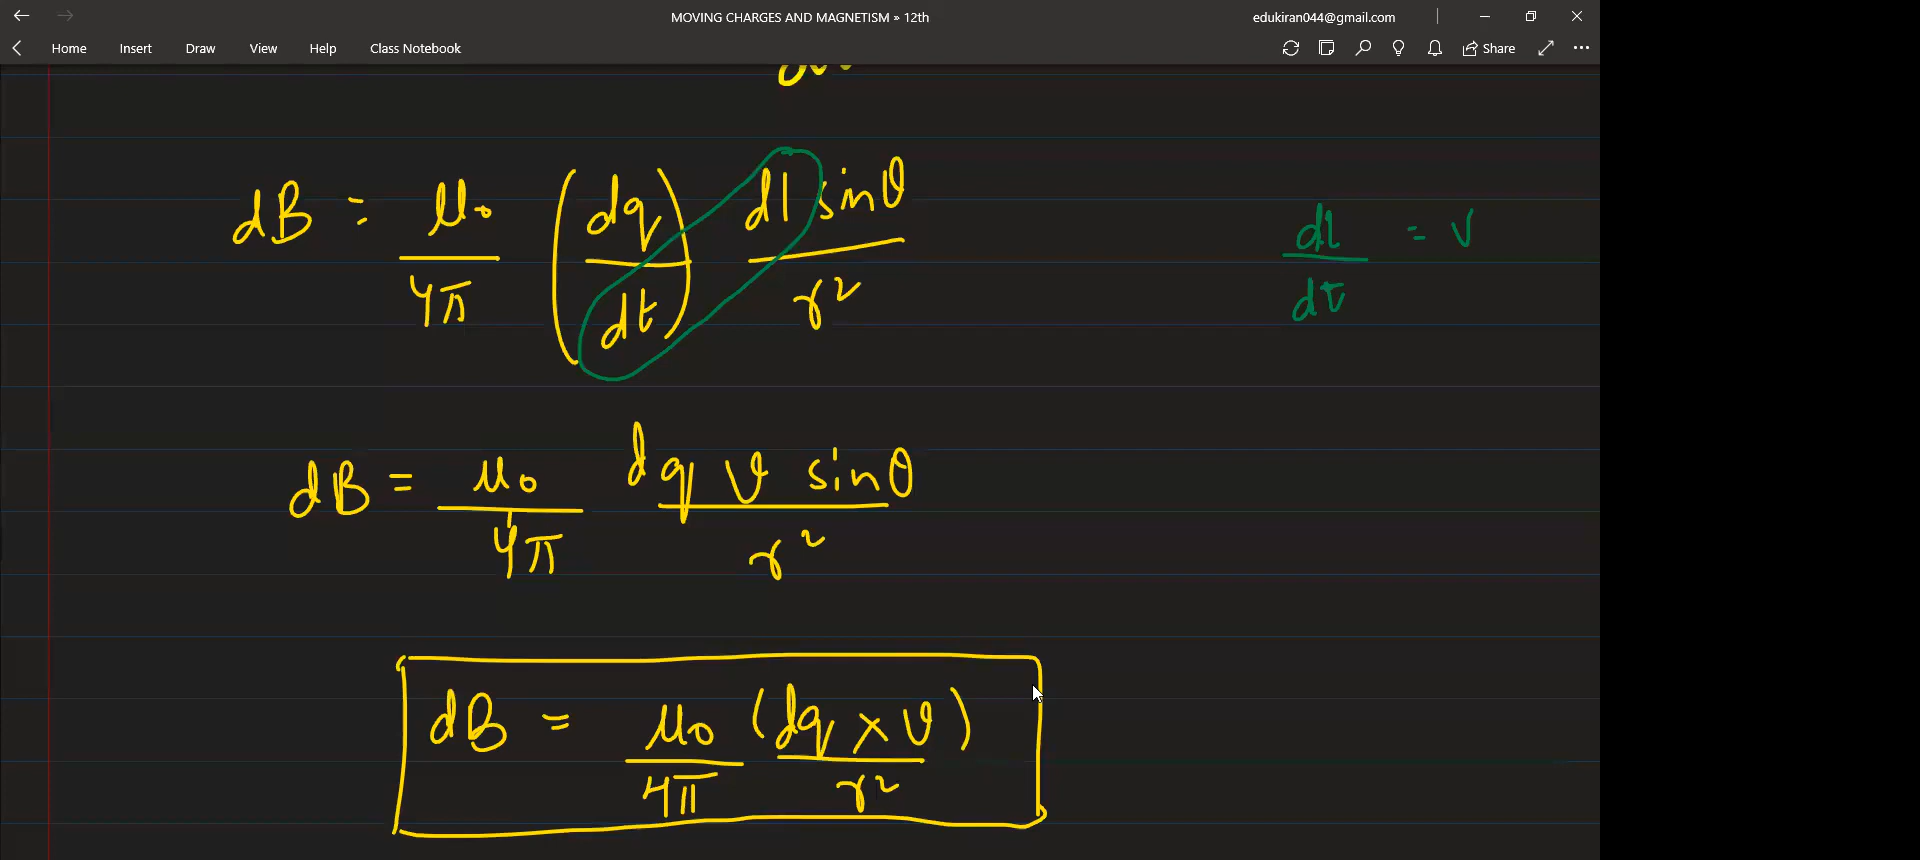 MOVING CHARGES AND MAGNETISM » 12th
edukiran044@gmail.com
Home Insert Draw View Help Class Notebook
Share
dB = μ₀/4π (dq/dt) dl sinθ/r²
dl/dt = v
dB = μ₀/4π dq v sinθ/r²
dB = μ₀/4π (dq × v)/r²